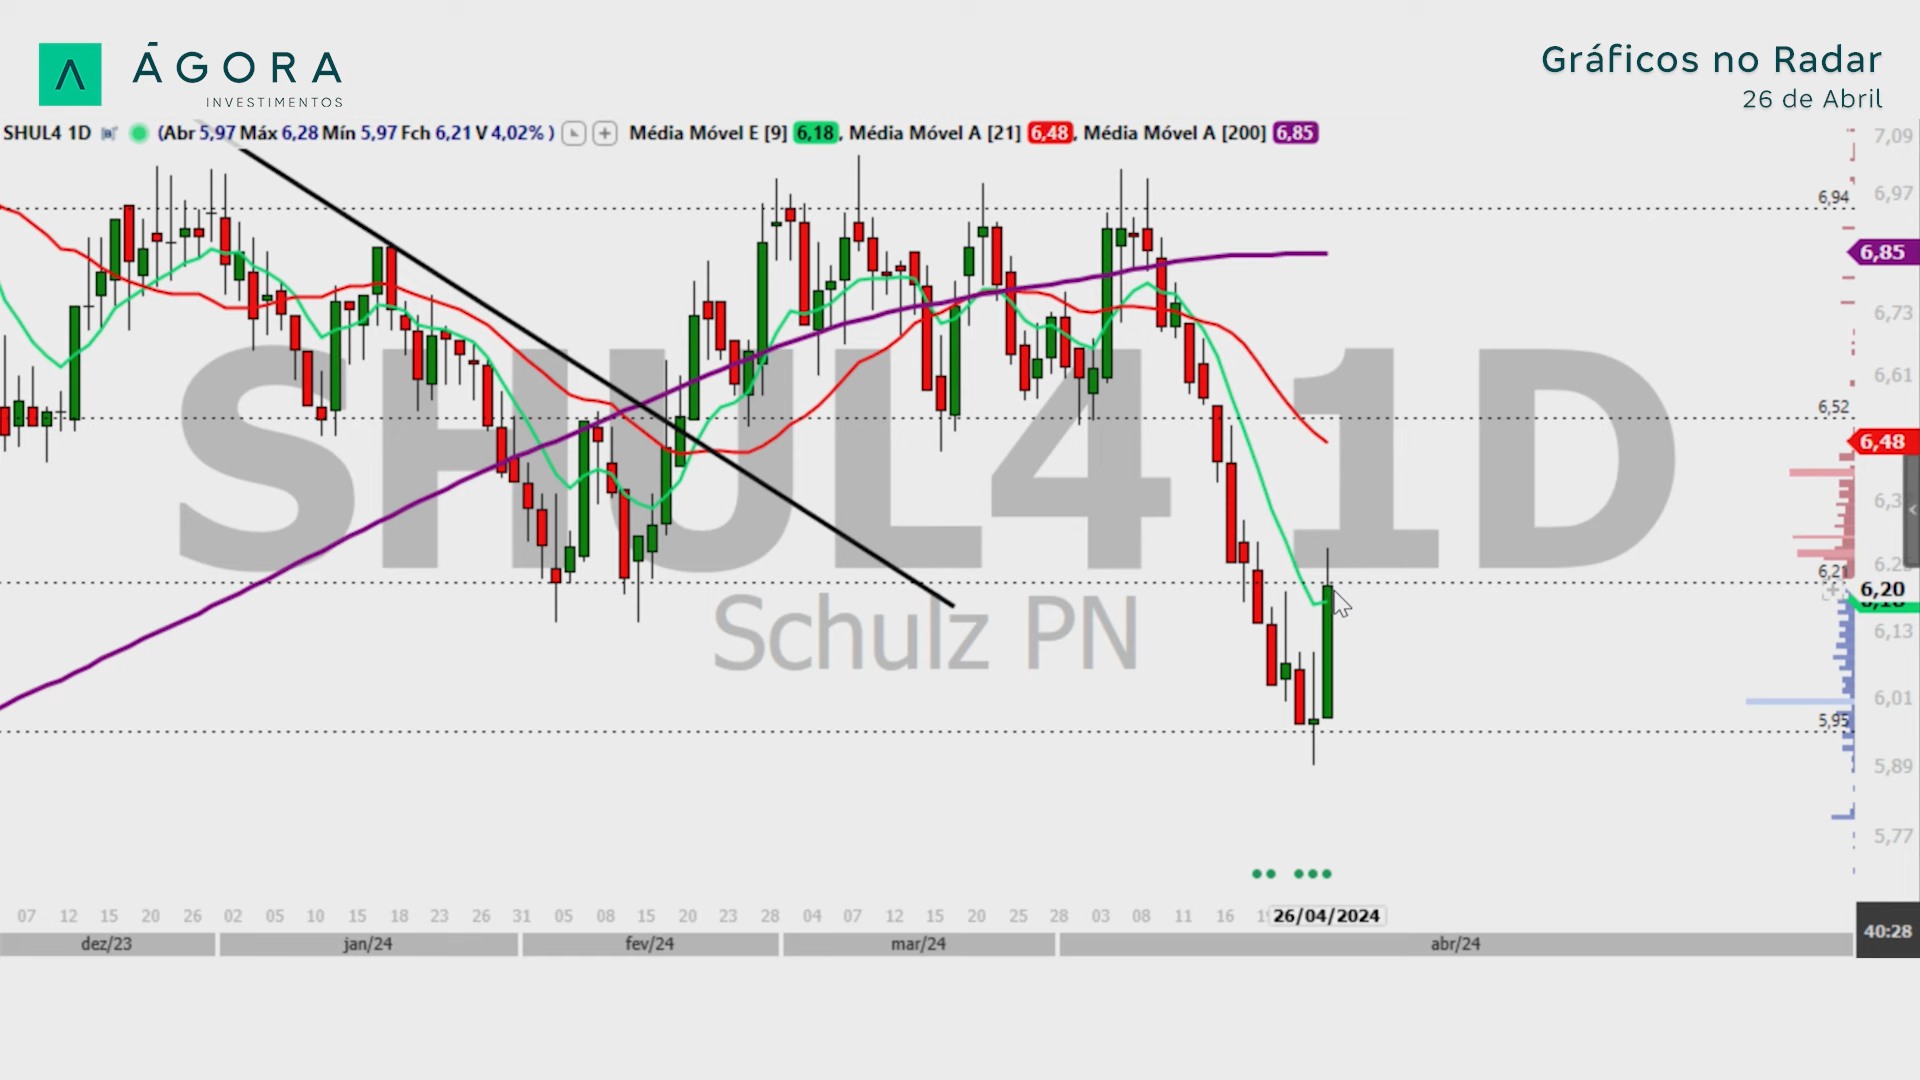 ÁGORA
INVESTIMENTOS
Gráficos no Radar
26 de Abril
SHUL4 1D (Abr 5,97 Máx 6,28 Mín 5,97 Fch 6,21 V 4,02% ) Média Móvel E [9] 6,18, Média Móvel A [21] 6,48, Média Móvel A [200] 6,85
7,09
6,94
6,97
6,85
6,73
6,61
6,52
6,48
6,21
6,20
6,13
6,01
5,95
5,89
5,77
SHUL4 1D
Schulz PN
07 12 15 20 26 02 05 10 15 18 23 26 31 05 08 15 20 23 28 04 07 12 15 20 25 28 03 08 11 16 26/04/2024
dez/23 jan/24 fev/24 mar/24 abr/24
40:28